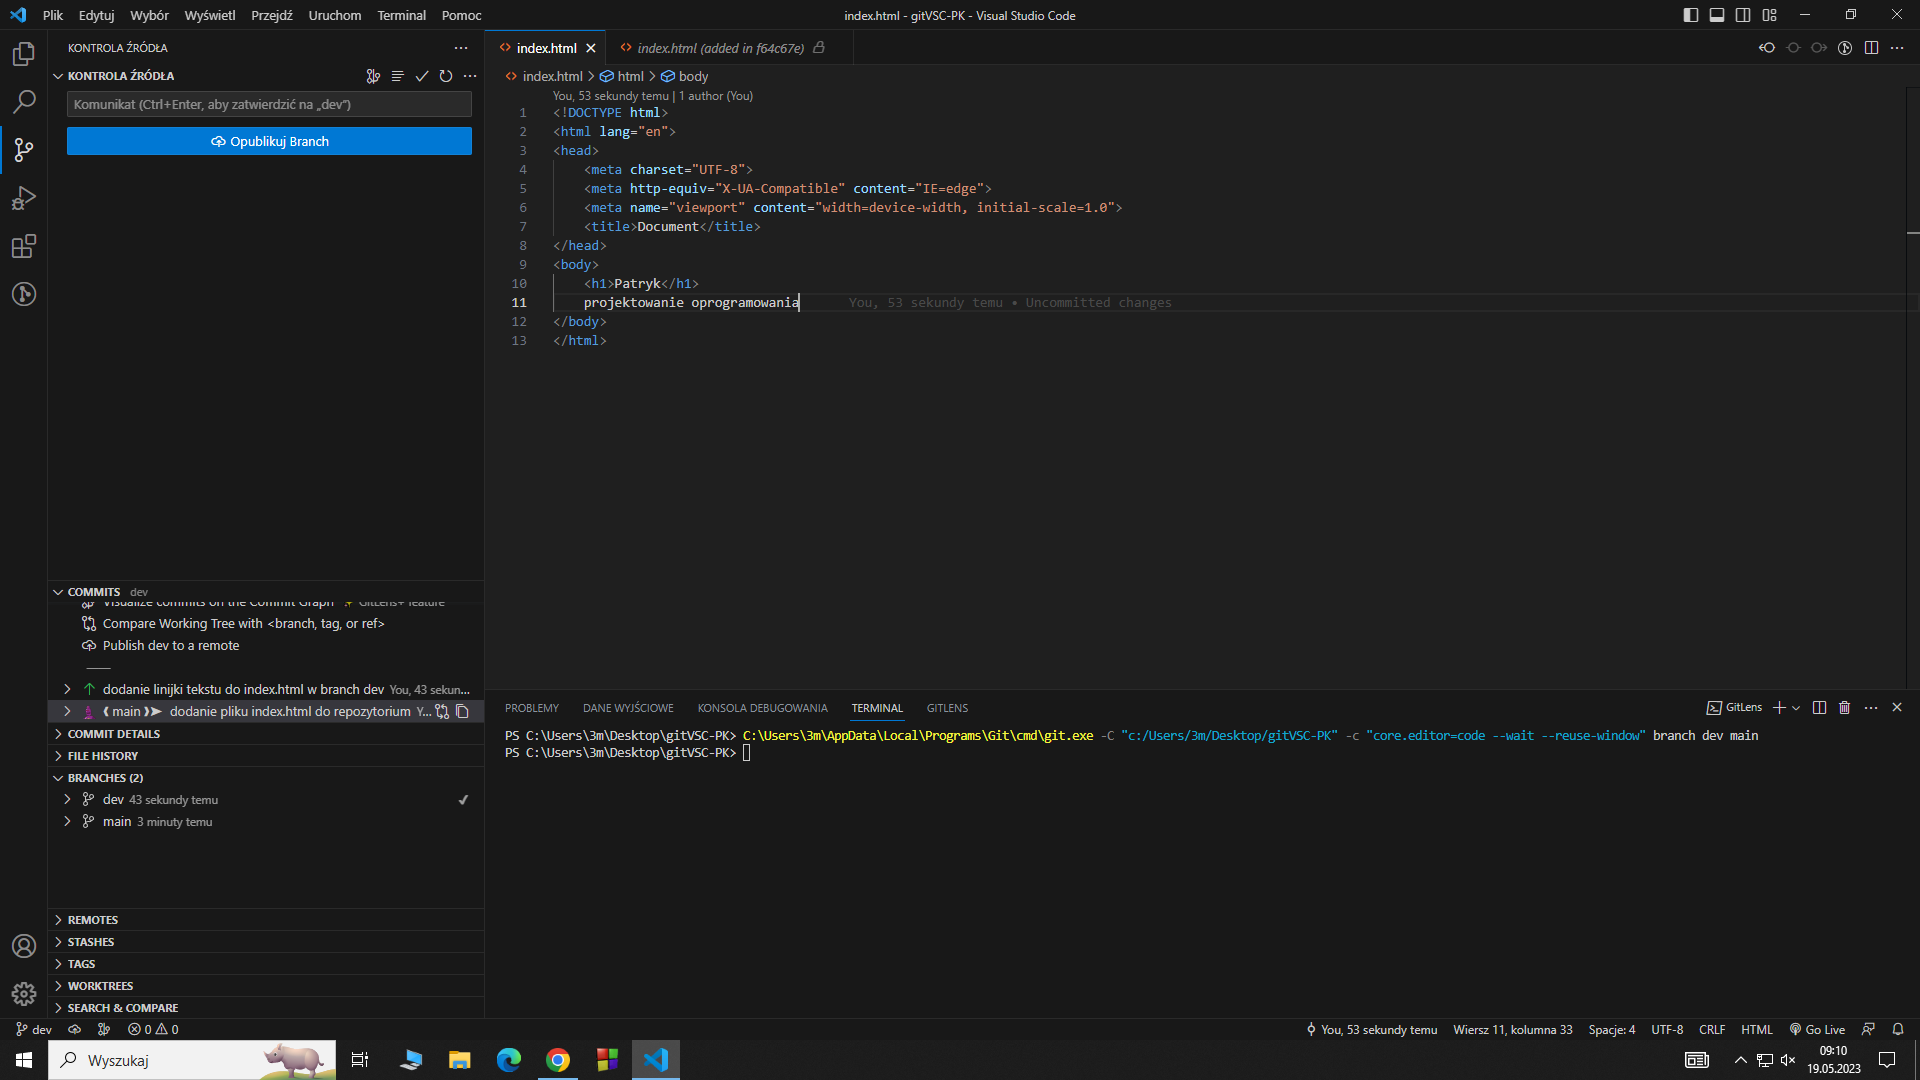 Plik Edytuj Wybór Wyświetl Przejdź Uruchom Terminal Pomoc
index.html - gitVSC-PK - Visual Studio Code
KONTROLA ŹRÓDŁA
KONTROLA ŹRÓDŁA
Komunikat (Ctrl+Enter, aby zatwierdzić na „dev”)
Opublikuj Branch
COMMITS dev
Visualize commits on the Commit Graph ✨ GitLens+ feature
Compare Working Tree with <branch, tag, or ref>
Publish dev to a remote
dodanie linijki tekstu do index.html w branch dev You, 43 sekun...
❰ main ❱➤ dodanie pliku index.html do repozytorium Y...
COMMIT DETAILS
FILE HISTORY
BRANCHES (2)
dev 43 sekundy temu
main 3 minuty temu
REMOTES
STASHES
TAGS
WORKTREES
SEARCH & COMPARE
index.html
index.html (added in f64c67e)
index.html > html > body
You, 53 sekundy temu | 1 author (You)
1 <!DOCTYPE html>
2 <html lang="en">
3 <head>
4 <meta charset="UTF-8">
5 <meta http-equiv="X-UA-Compatible" content="IE=edge">
6 <meta name="viewport" content="width=device-width, initial-scale=1.0">
7 <title>Document</title>
8 </head>
9 <body>
10 <h1>Patryk</h1>
11 projektowanie oprogramowania You, 53 sekundy temu • Uncommitted changes
12 </body>
13 </html>
PROBLEMY DANE WYJŚCIOWE KONSOLA DEBUGOWANIA TERMINAL GITLENS
GitLens
PS C:\Users\3m\Desktop\gitVSC-PK> C:\Users\3m\AppData\Local\Programs\Git\cmd\git.exe -C "c:/Users/3m/Desktop/gitVSC-PK" -c "core.editor=code --wait --reuse-window" branch dev main
PS C:\Users\3m\Desktop\gitVSC-PK>
dev 0 0
You, 53 sekundy temu Wiersz 11, kolumna 33 Spacje: 4 UTF-8 CRLF HTML Go Live
Wyszukaj
09:10
19.05.2023